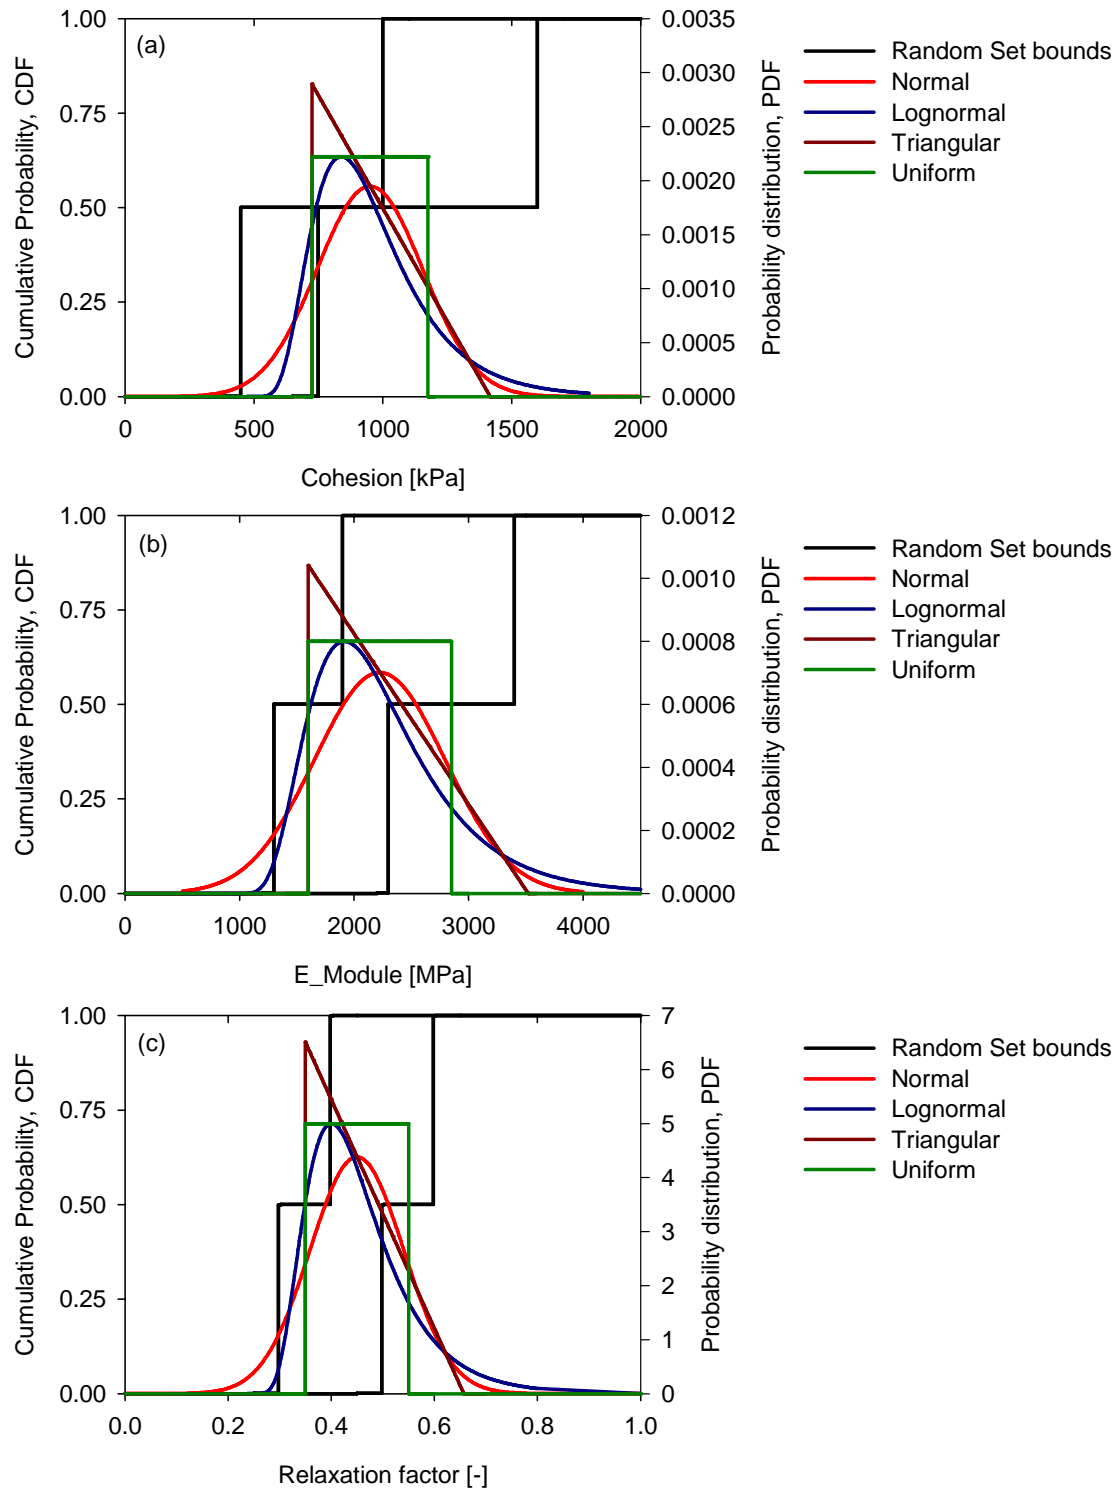 (a)
Cumulative Probability, CDF
1.00
0.75
0.50
0.25
0.00
0.0035
0.0030
0.0025
0.0020
0.0015
0.0010
0.0005
0.0000
Probability distribution, PDF
0 500 1000 1500 2000
Cohesion [kPa]
Random Set bounds
Normal
Lognormal
Triangular
Uniform
(b)
Cumulative Probability, CDF
1.00
0.75
0.50
0.25
0.00
0.0012
0.0010
0.0008
0.0006
0.0004
0.0002
0.0000
Probability distribution, PDF
0 1000 2000 3000 4000
E_Module [MPa]
Random Set bounds
Normal
Lognormal
Triangular
Uniform
(c)
Cumulative Probability, CDF
1.00
0.75
0.50
0.25
0.00
7
6
5
4
3
2
1
0
Probability distribution, PDF
0.0 0.2 0.4 0.6 0.8 1.0
Relaxation factor [-]
Random Set bounds
Normal
Lognormal
Triangular
Uniform